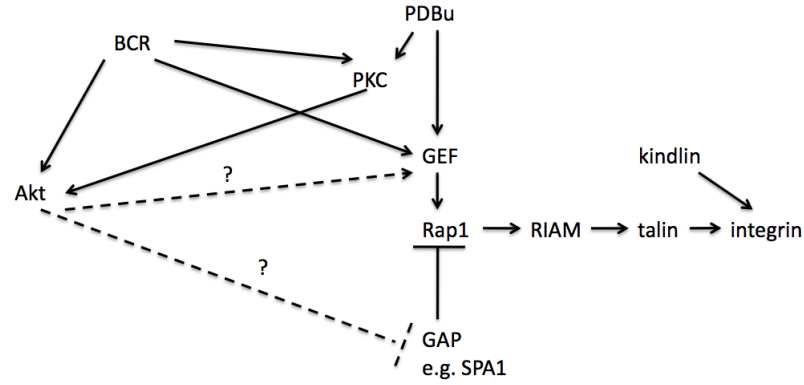 PDBu
BCR
PKC
GEF
kindlin
?
Akt
Rap1
RIAM
talin
integrin
?
GAP
e.g. SPA1